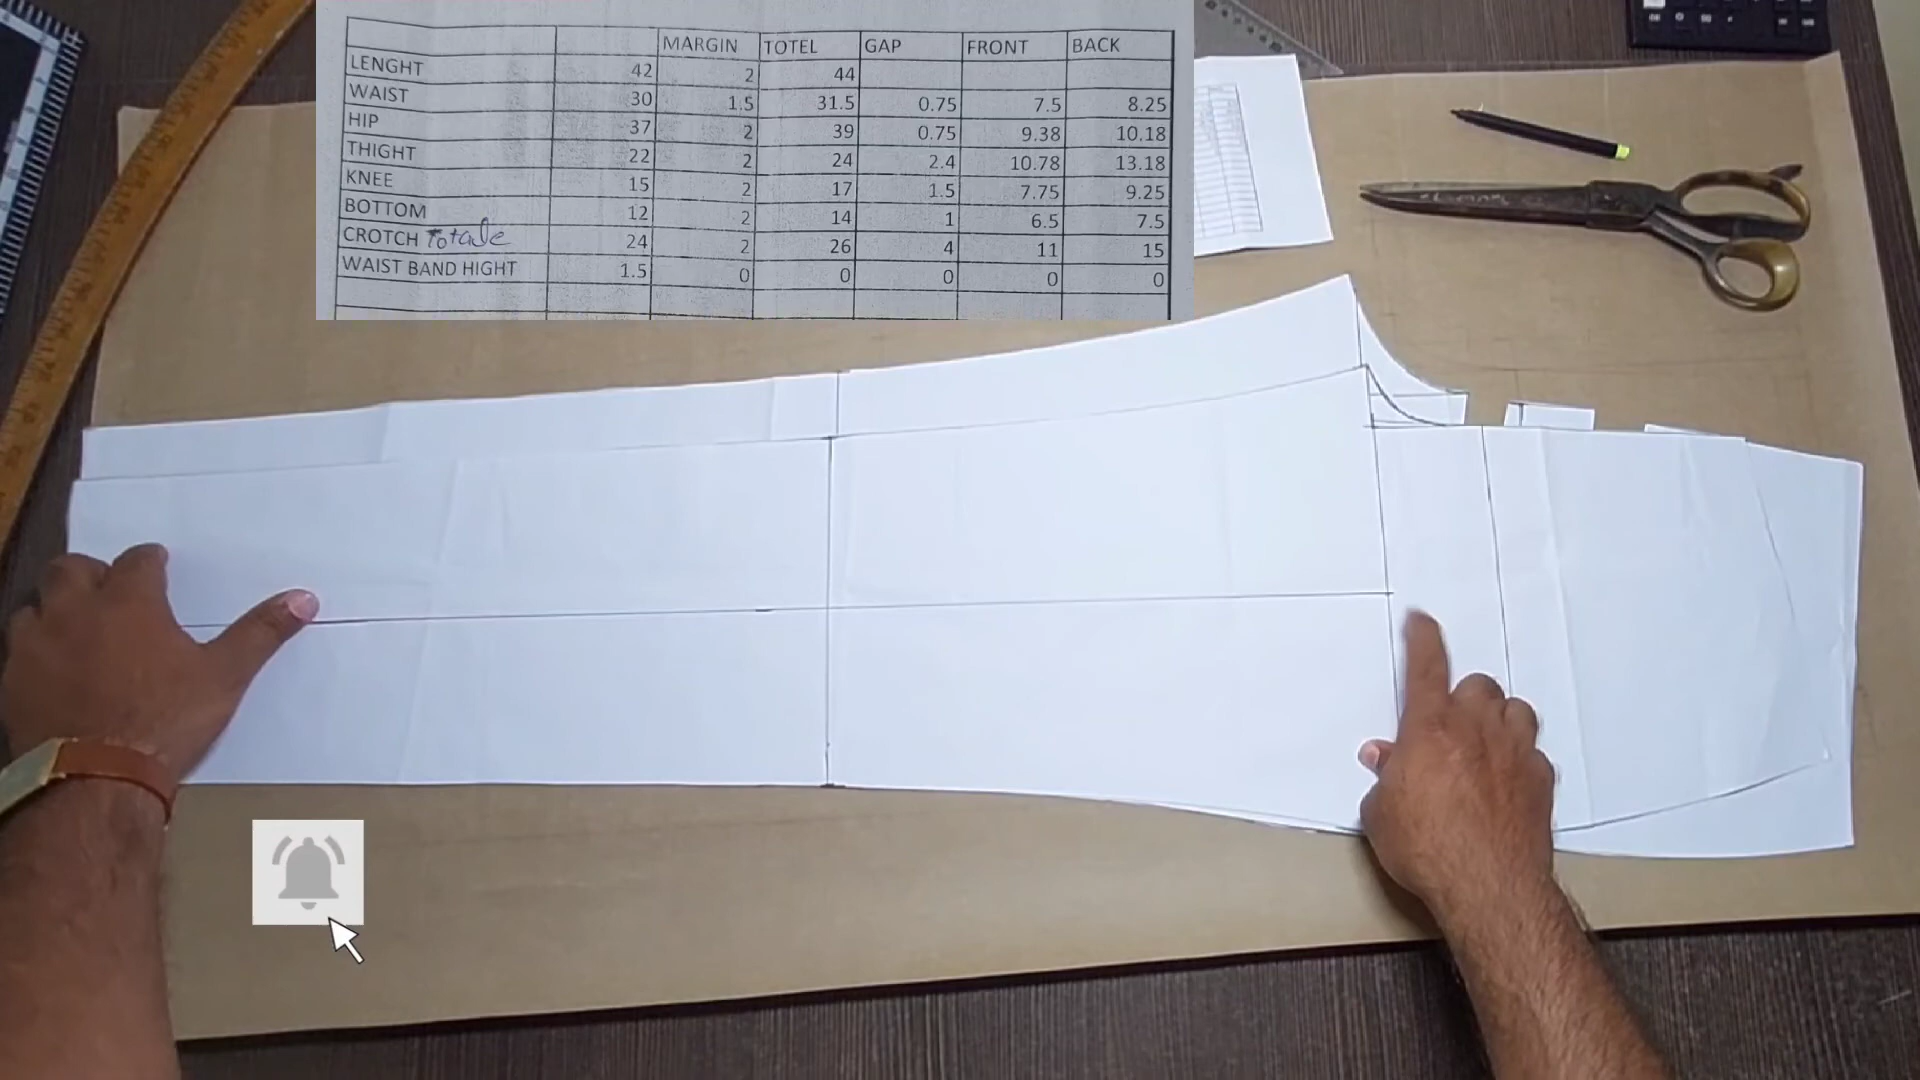 MARGIN TOTEL GAP FRONT BACK
LENGHT 42 2 44
WAIST 30 1.5 31.5 0.75 7.5 8.25
HIP 37 2 39 0.75 9.38 10.18
THIGHT 22 2 24 2.4 10.78 13.18
KNEE 15 2 17 1.5 7.75 9.25
BOTTOM 12 2 14 1 6.5 7.5
CROTCH Totale 24 2 26 4 11 15
WAIST BAND HIGHT 1.5 0 0 0 0 0